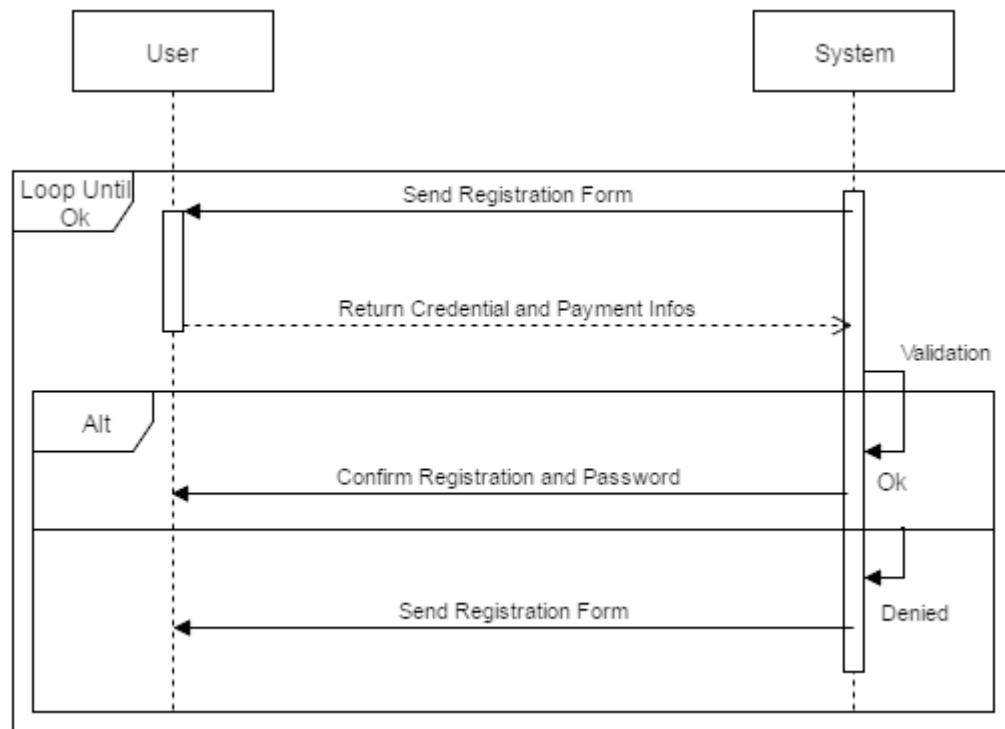 User
System
Loop Until
Ok
Send Registration Form
Return Credential and Payment Infos
Validation
Alt
Confirm Registration and Password
Ok
Send Registration Form
Denied